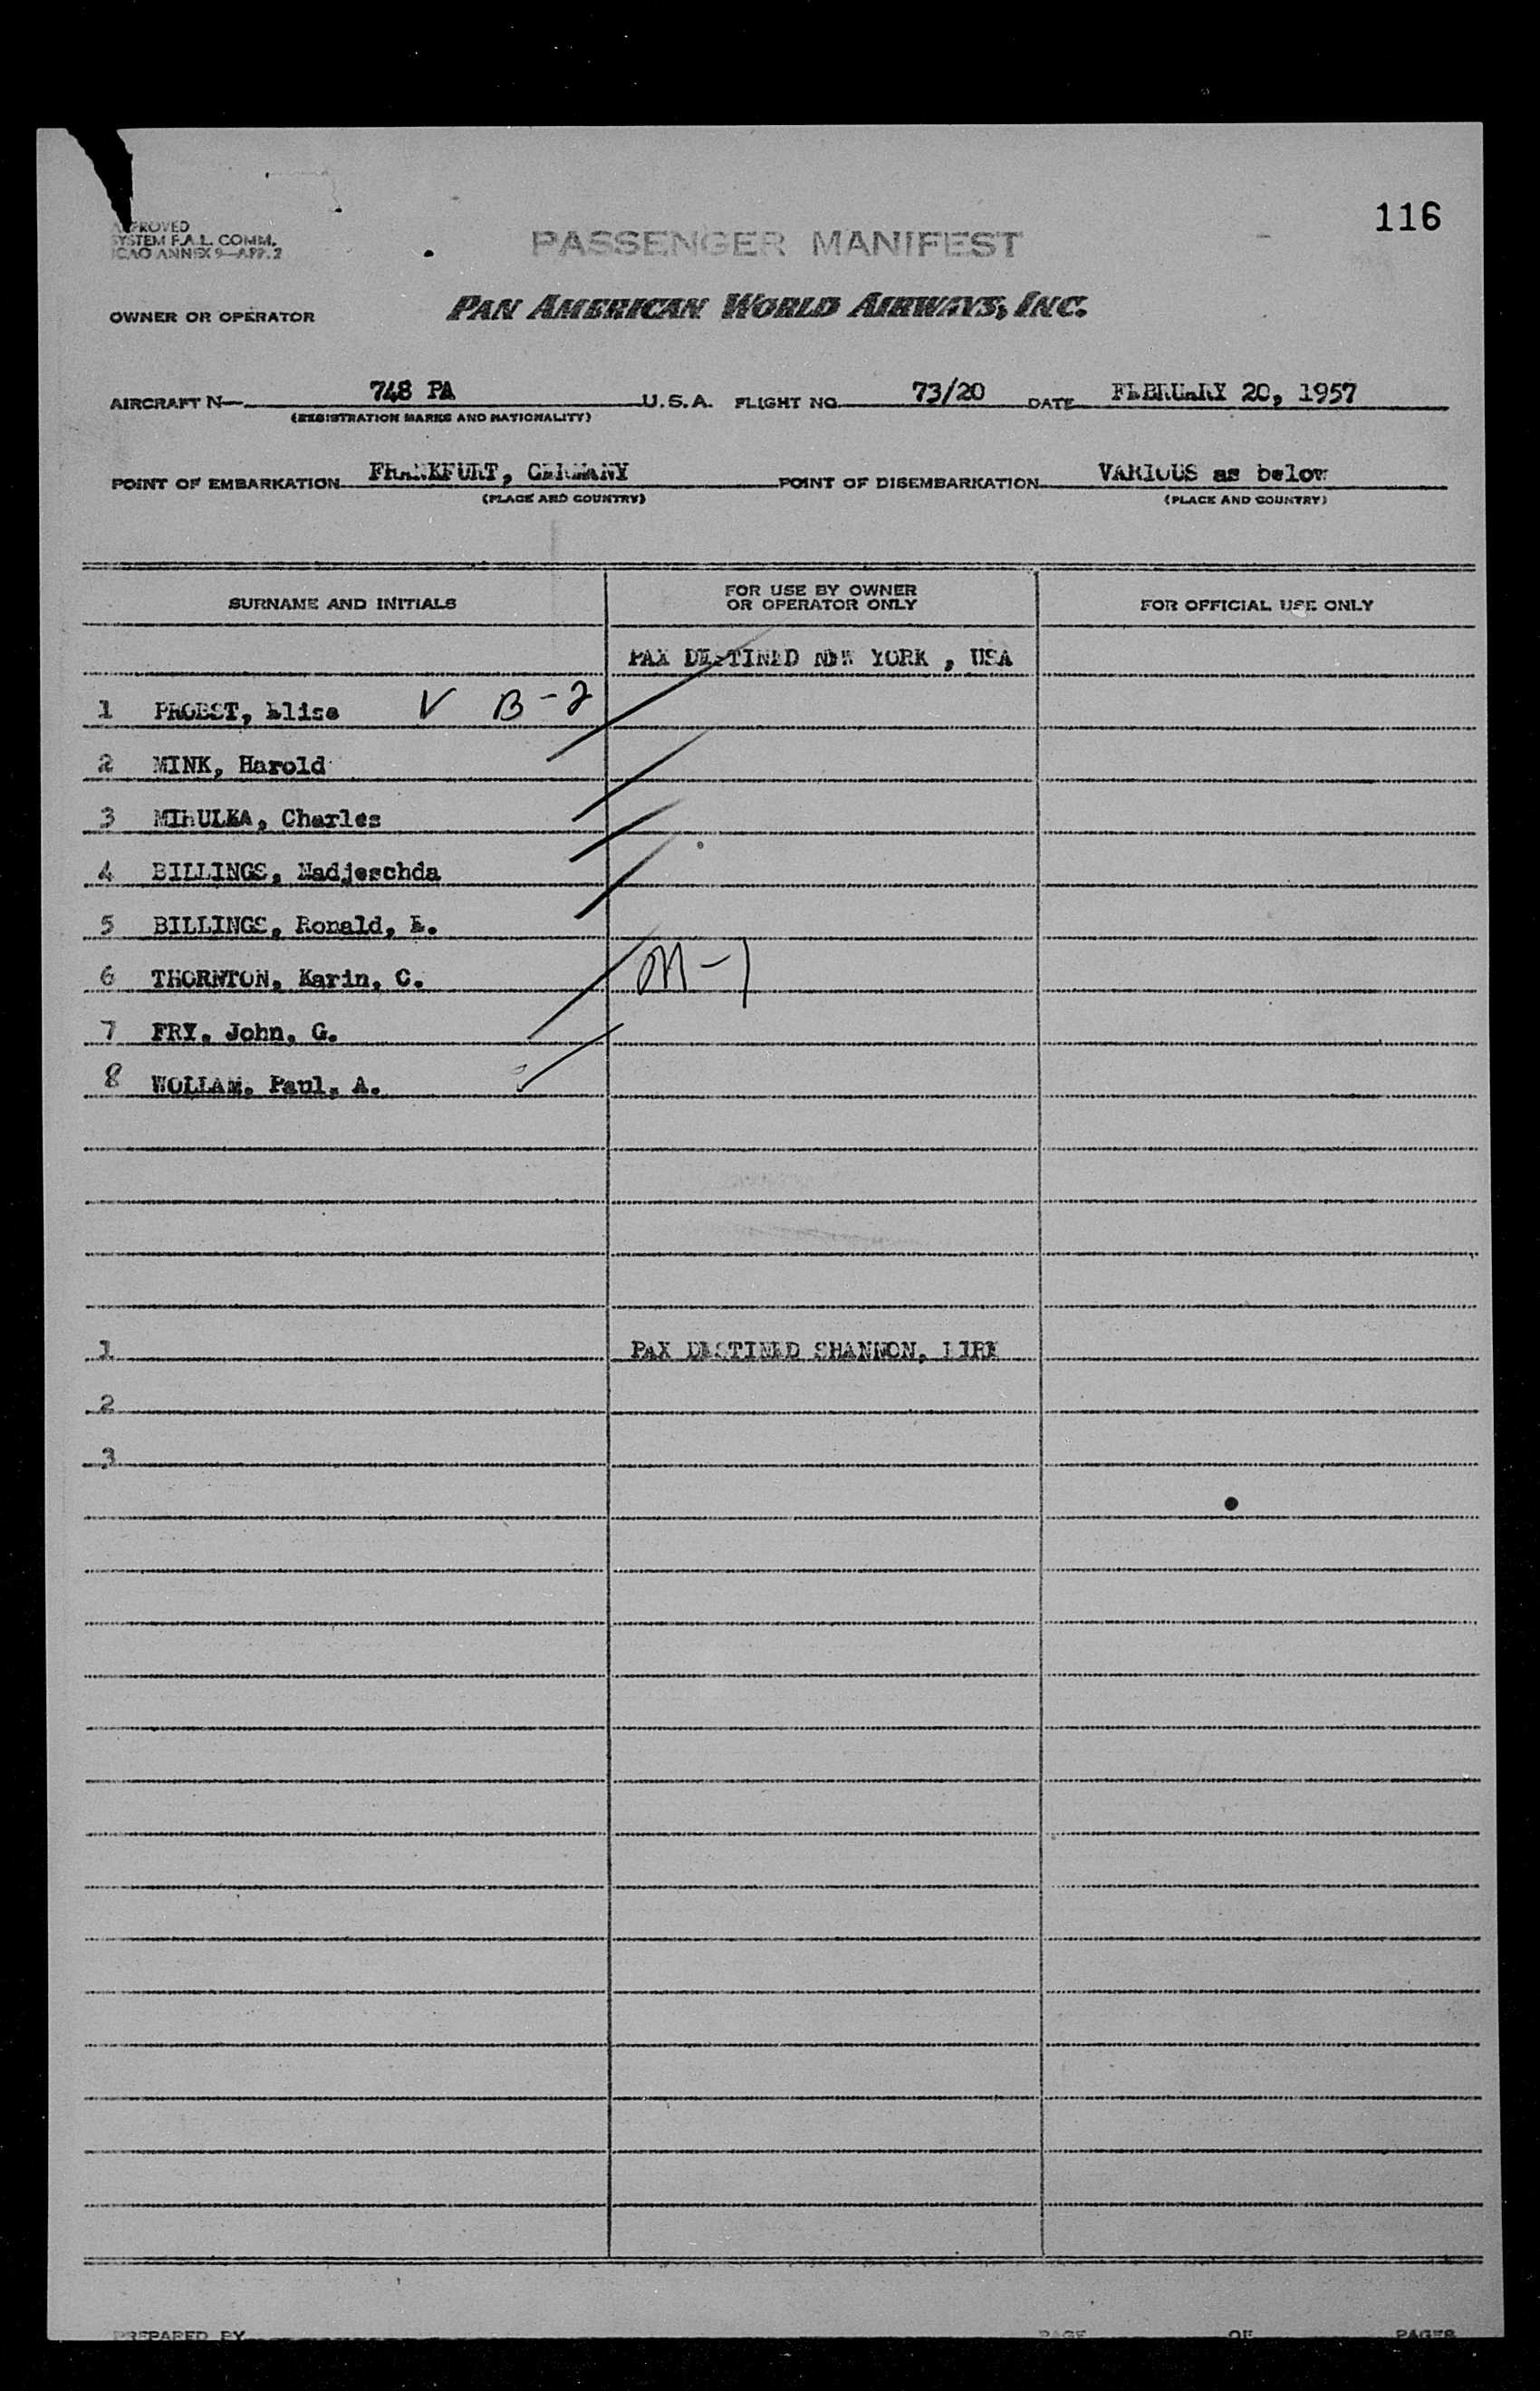 116
APPROVED
SYSTEM F.A.L. COMM.
ICAO ANNEX 9—APP. 2
PASSENGER MANIFEST
OWNER OR OPERATOR PAN AMERICAN WORLD AIRWAYS, INC.
AIRCRAFT N— 748 PA U.S.A. FLIGHT NO. 73/20 DATE FEBRUARY 20, 1957
(REGISTRATION MARKS AND NATIONALITY)
POINT OF EMBARKATION FRANKFURT, GERMANY POINT OF DISEMBARKATION VARIOUS as below
(PLACE AND COUNTRY) (PLACE AND COUNTRY)
SURNAME AND INITIALS FOR USE BY OWNER OR OPERATOR ONLY FOR OFFICIAL USE ONLY
PAX DESTINED NEW YORK , USA
1 PROBST, Elise V B-2
2 MINK, Harold
3 Charles
4 BILLINGS, Nadjeschda
5 BILLINGS, Ronald, E.
6 THORNTON, Karin, C. M-1
7 FRY, John, G.
8 WOLLAM, Paul, A.
1 PAX DESTINED SHANNON, EIRE
2
3
PREPARED BY PAGE OF PAGES